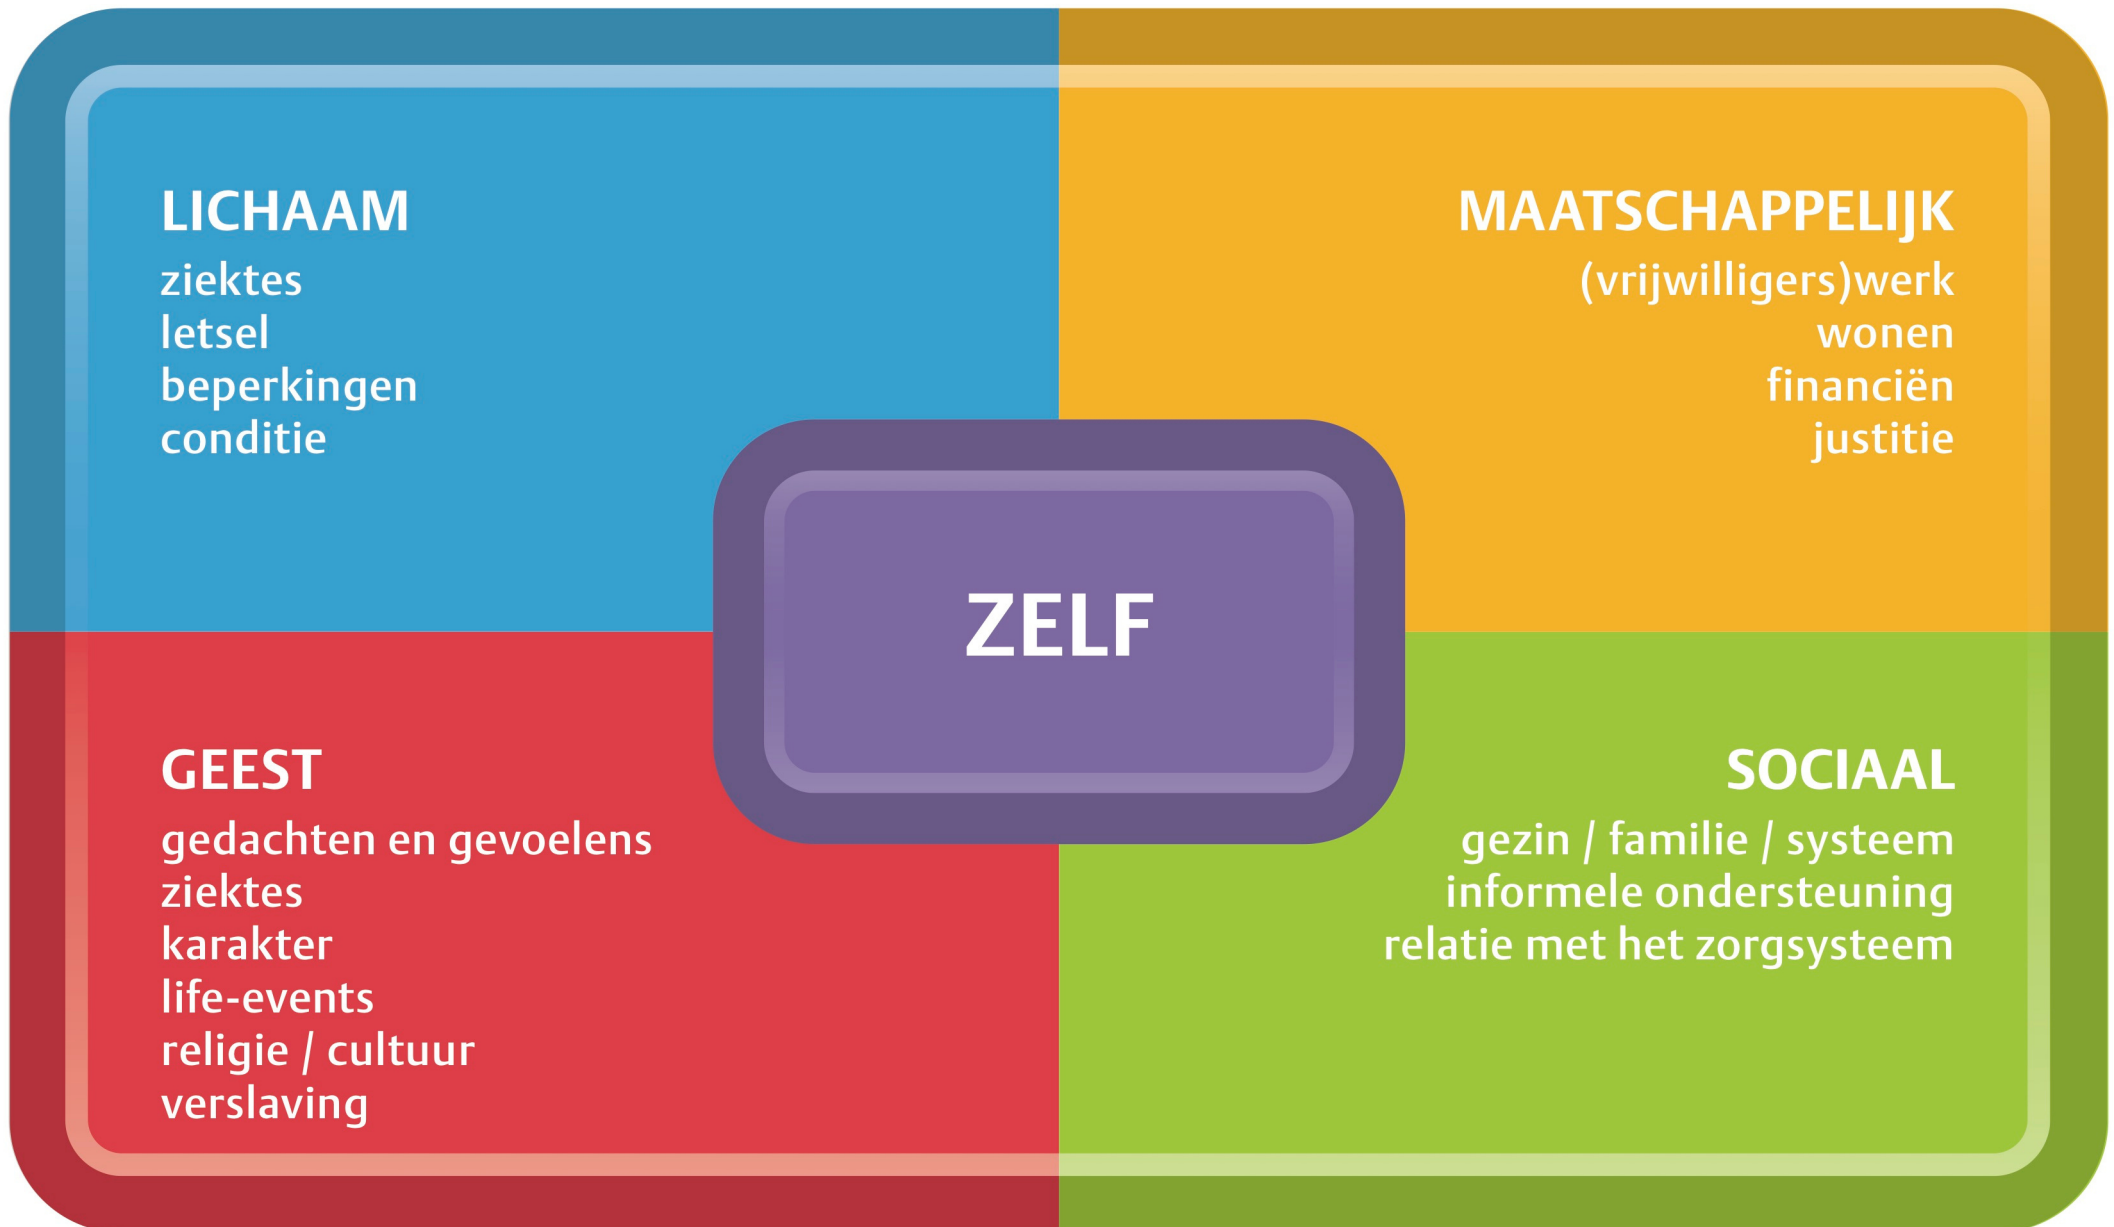 LICHAAM
ziektes
letsel
beperkingen
conditie
MAATSCHAPPELIJK
(vrijwilligers)werk
wonen
financiën
justitie
ZELF
GEEST
gedachten en gevoelens
ziektes
karakter
life-events
religie / cultuur
verslaving
SOCIAAL
gezin / familie / systeem
informele ondersteuning
relatie met het zorgsysteem